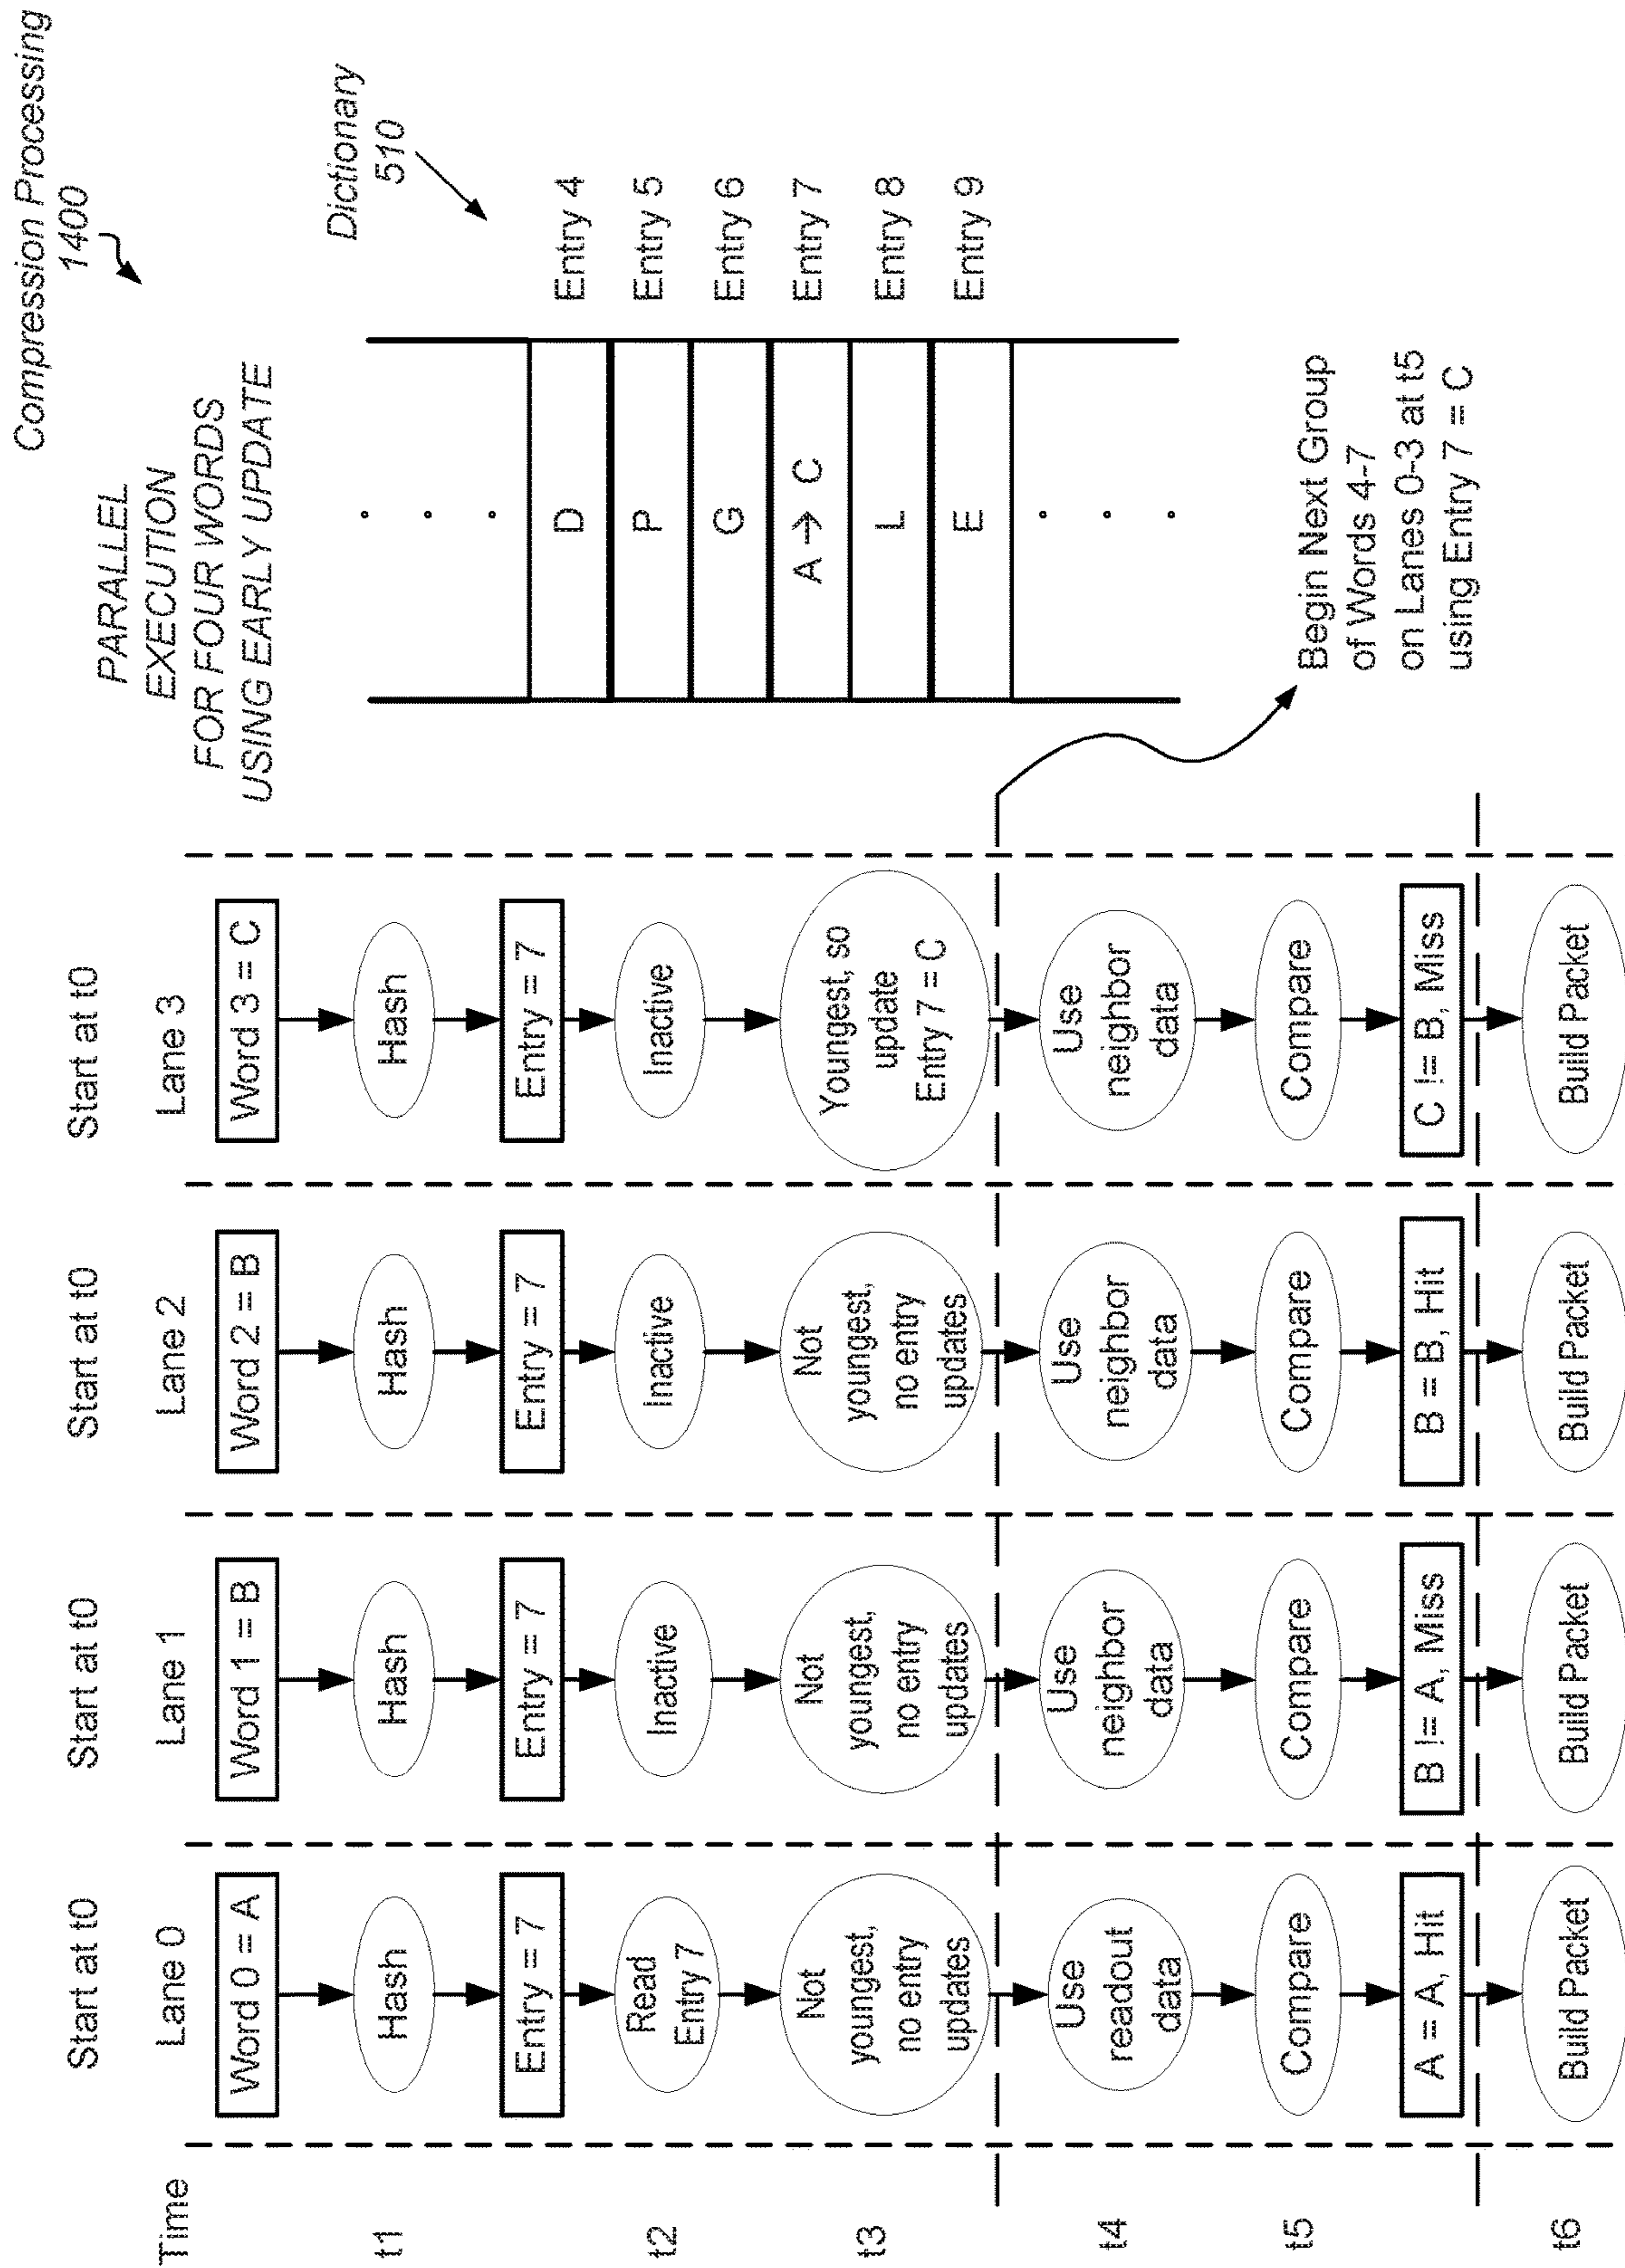 Compression Processing
1400
PARALLEL
EXECUTION
FOR FOUR WORDS
USING EARLY UPDATE
Dictionary
510
Start at t0
Start at t0
Start at t0
Start at t0
Time
Lane 0
Lane 1
Lane 2
Lane 3
Word 0 = A
Word 1 = B
Word 2 = B
Word 3 = C
t1
Hash
Hash
Hash
Hash
Entry = 7
Entry = 7
Entry = 7
Entry = 7
t2
Read
Entry 7
Inactive
Inactive
Inactive
t3
Not
youngest,
no entry
updates
Not
youngest,
no entry
updates
Not
youngest,
no entry
updates
Youngest, so
update
Entry 7 = C
t4
Use
readout
data
Use
neighbor
data
Use
neighbor
data
Use
neighbor
data
t5
Compare
Compare
Compare
Compare
A = A, Hit
B != A, Miss
B = B, Hit
C != B, Miss
t6
Build Packet
Build Packet
Build Packet
Build Packet
D Entry 4
P Entry 5
G Entry 6
A → C Entry 7
L Entry 8
E Entry 9
Begin Next Group
of Words 4-7
on Lanes 0-3 at t5
using Entry 7 = C